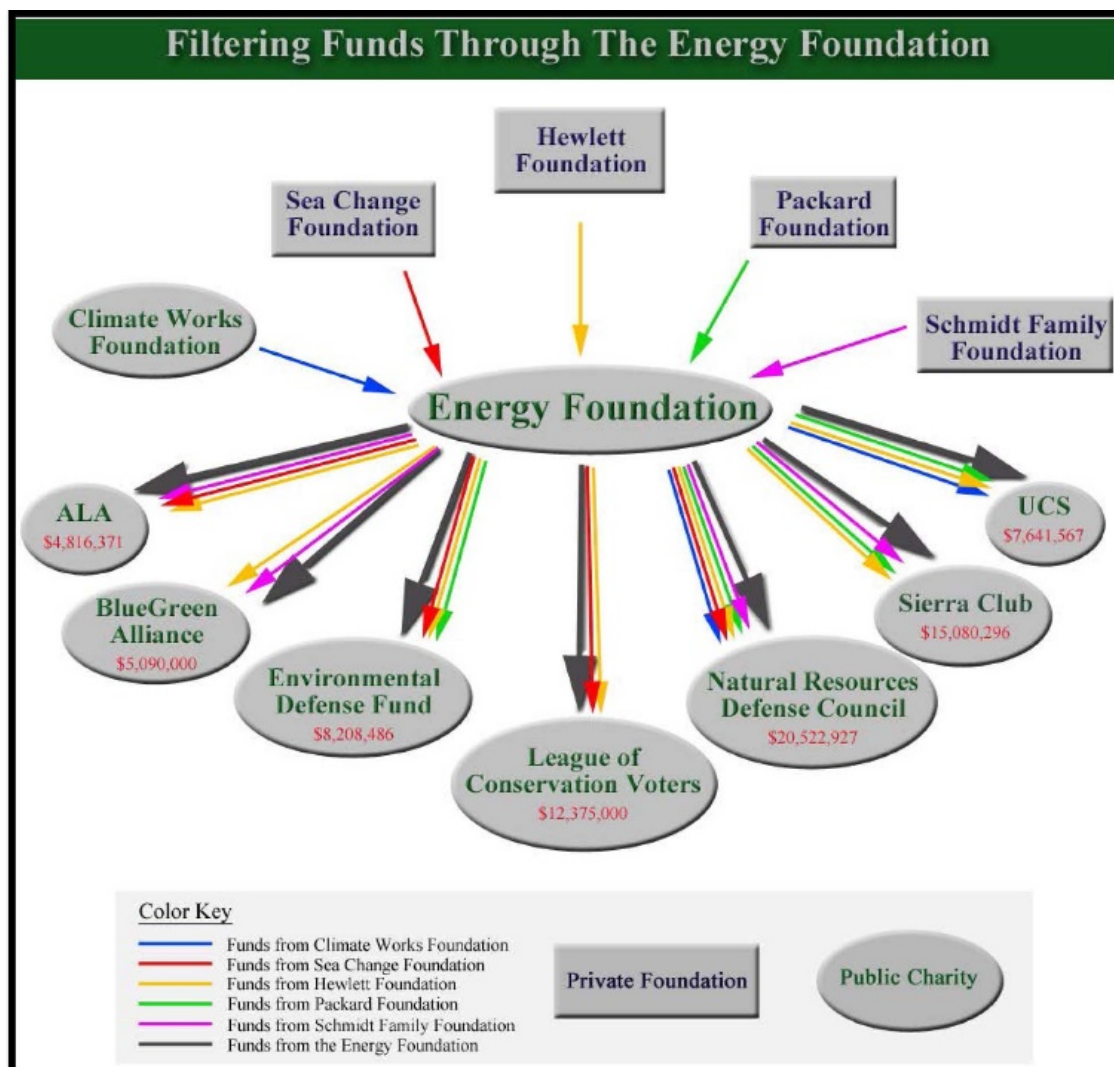 Filtering Funds Through The Energy Foundation
Hewlett
Foundation
Sea Change
Foundation
Packard
Foundation
Climate Works
Foundation
Schmidt Family
Foundation
Energy Foundation
ALA
$4,816,371
UCS
$7,641,567
BlueGreen
Alliance
$5,090,000
Sierra Club
$15,080,296
Environmental
Defense Fund
$8,208,486
Natural Resources
Defense Council
$20,522,927
League of
Conservation Voters
$12,375,000
Color Key
Funds from Climate Works Foundation
Funds from Sea Change Foundation
Funds from Hewlett Foundation
Funds from Packard Foundation
Funds from Schmidt Family Foundation
Funds from the Energy Foundation
Private Foundation
Public Charity